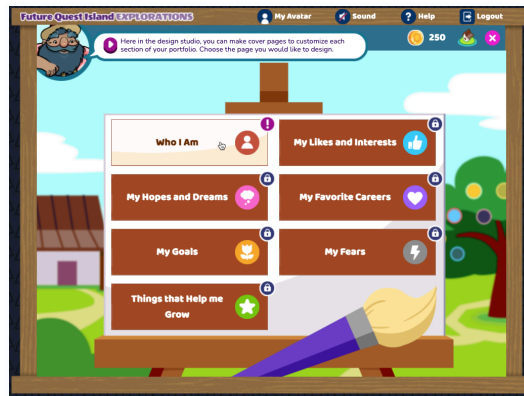 Future Quest Island EXPLORATIONS
My Avatar
Sound
? Help
Logout
Here in the design studio, you can make cover pages to customize each
section of your portfolio. Choose the page you would like to design.
250
Who I Am
!
My Likes and Interests
My Hopes and Dreams
My Favorite Careers
My Goals
My Fears
Things that Help me
Grow